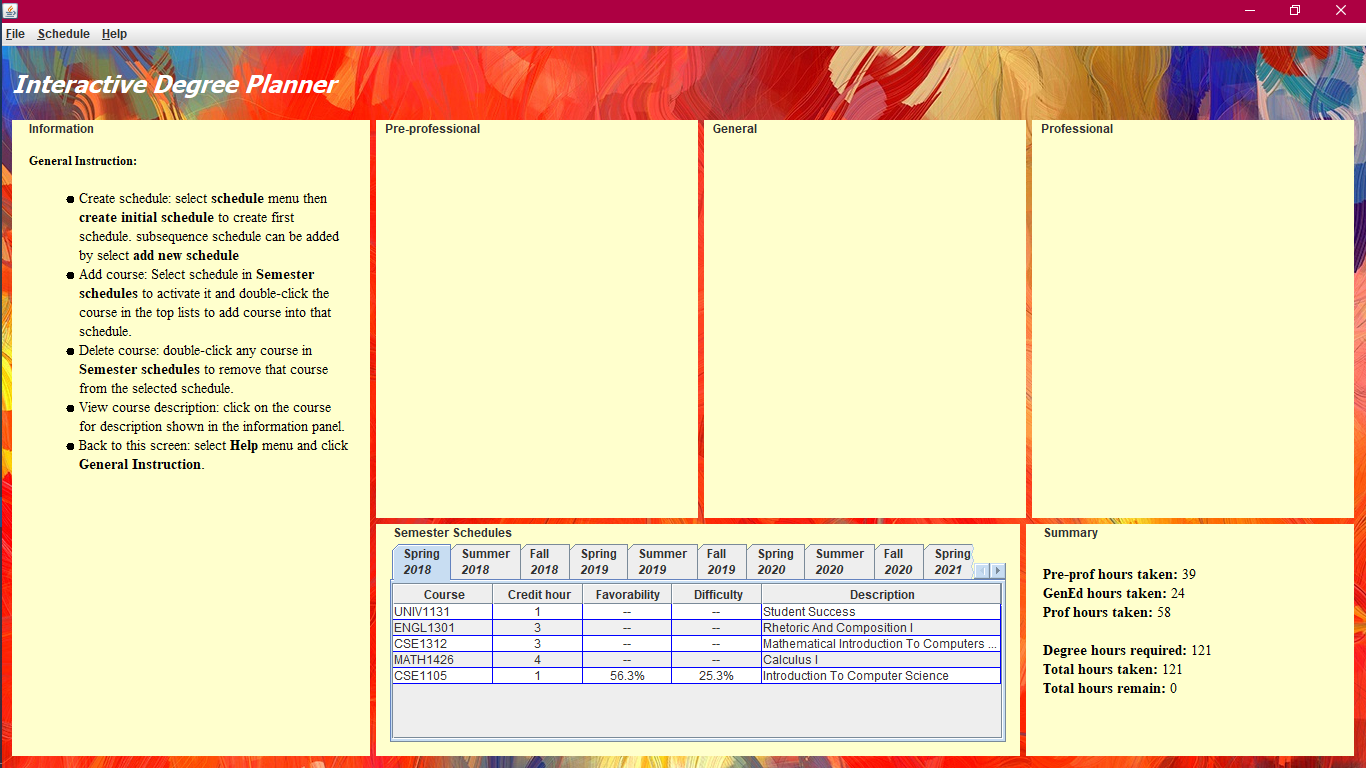 File Schedule Help
Interactive Degree Planner
Information
General Instruction:
Create schedule: select schedule menu then
create initial schedule to create first
schedule. subsequence schedule can be added
by select add new schedule
Add course: Select schedule in Semester
schedules to activate it and double-click the
course in the top lists to add course into that
schedule.
Delete course: double-click any course in
Semester schedules to remove that course
from the selected schedule.
View course description: click on the course
for description shown in the information panel.
Back to this screen: select Help menu and click
General Instruction.
Pre-professional
General
Professional
Semester Schedules
Spring Summer Fall Spring Summer Fall Spring Summer Fall Spring
2018 2018 2018 2019 2019 2019 2020 2020 2020 2021
Course Credit hour Favorability Difficulty Description
UNIV1131 1 -- -- Student Success
ENGL1301 3 -- -- Rhetoric And Composition I
CSE1312 3 -- -- Mathematical Introduction To Computers ...
MATH1426 4 -- -- Calculus I
CSE1105 1 56.3% 25.3% Introduction To Computer Science
Summary
Pre-prof hours taken: 39
GenEd hours taken: 24
Prof hours taken: 58
Degree hours required: 121
Total hours taken: 121
Total hours remain: 0